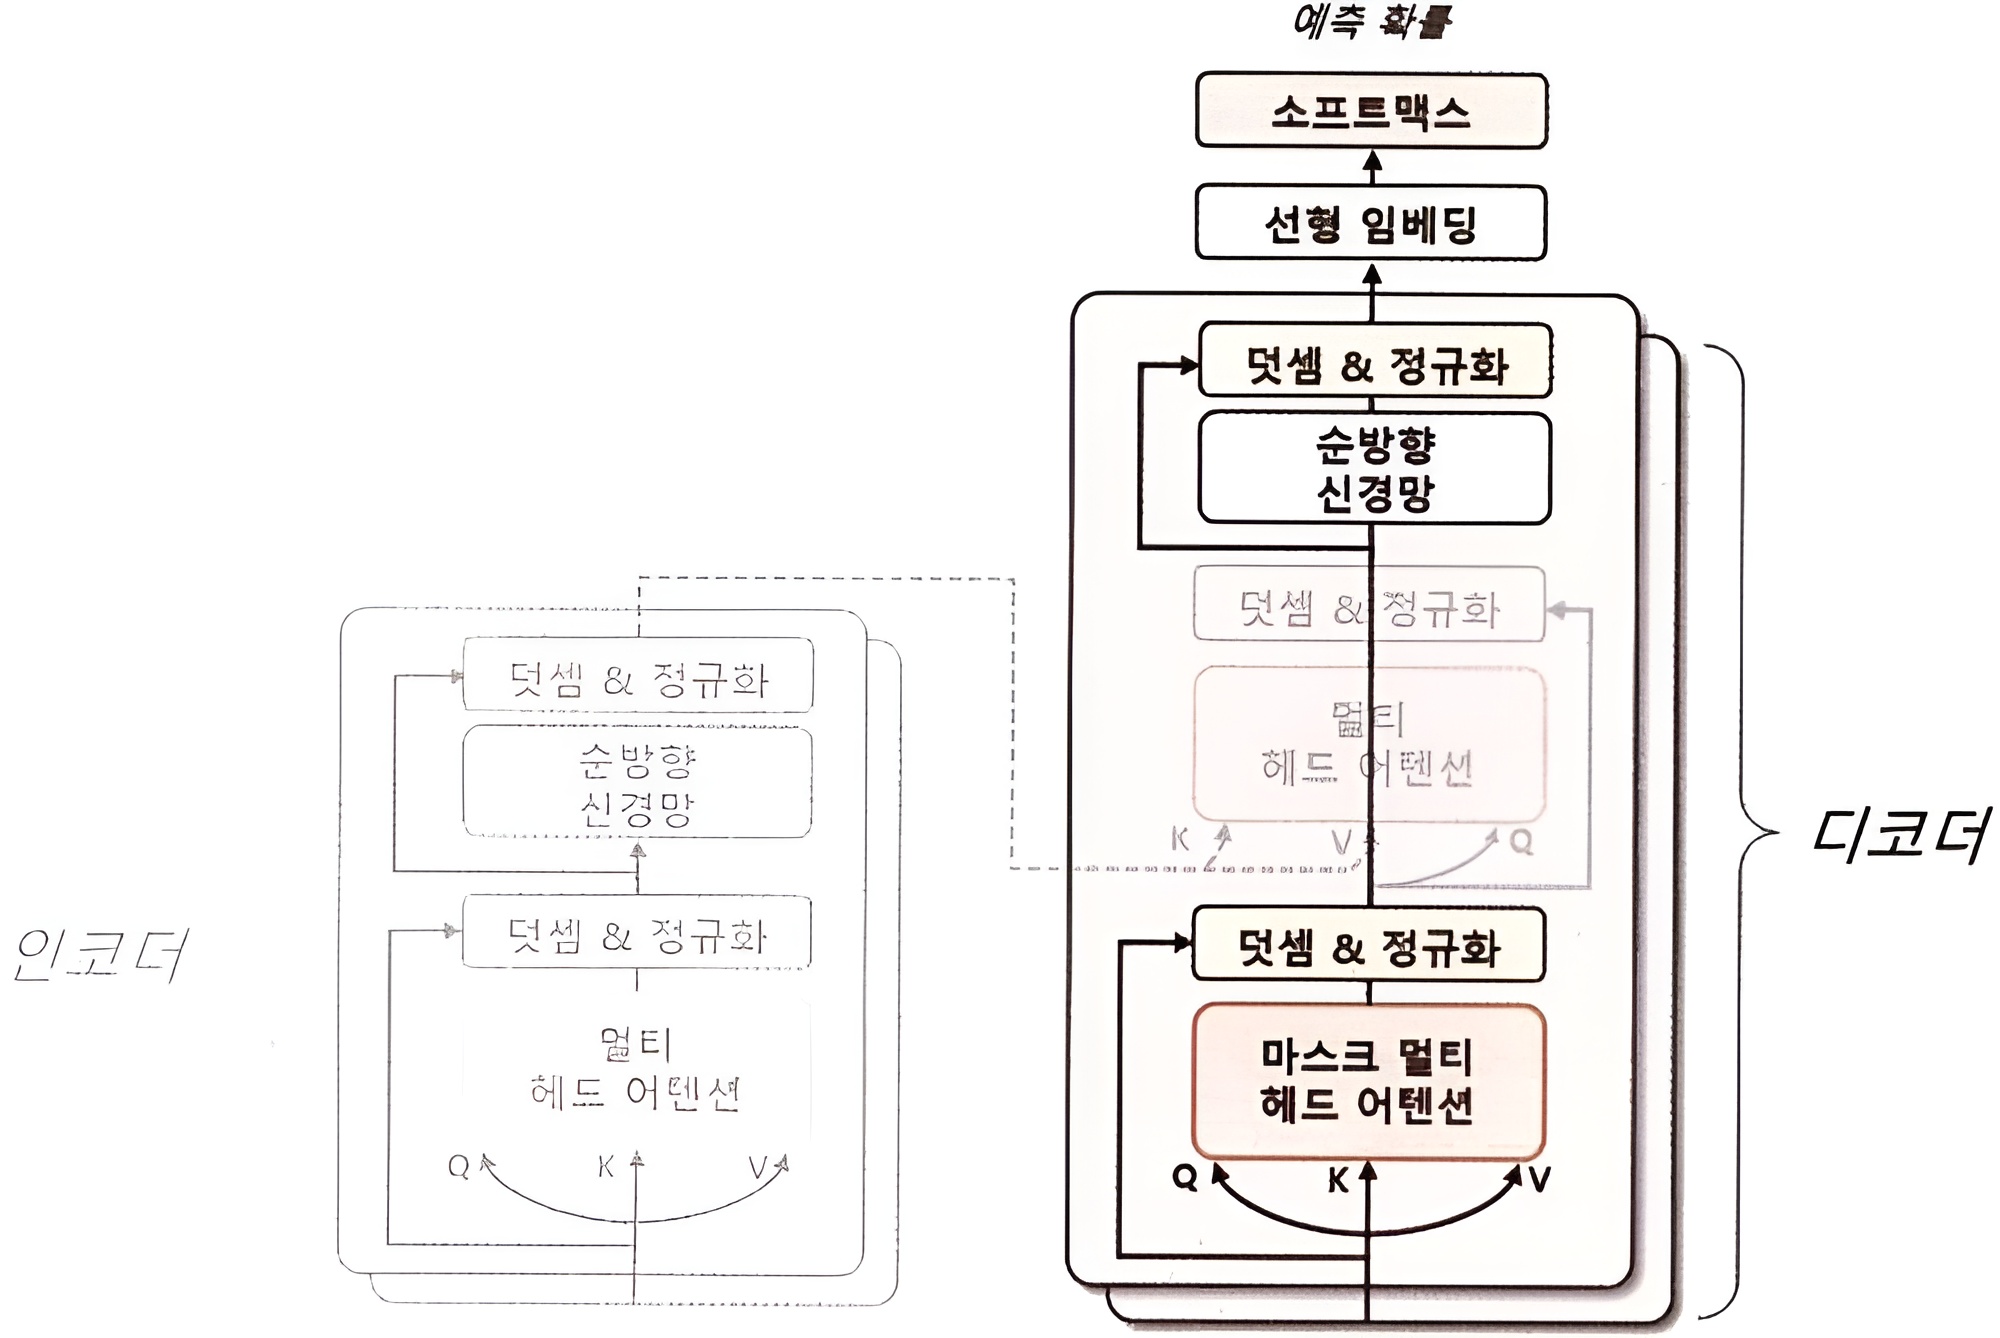 예측 확률
소프트맥스
선형 임베딩
덧셈 & 정규화
순방향
신경망
덧셈 & 정규화
멀티
헤드 어텐션
K V Q
덧셈 & 정규화
마스크 멀티
헤드 어텐션
Q K V
디코더
덧셈 & 정규화
순방향
신경망
덧셈 & 정규화
멀티
헤드 어텐션
Q K V
인코더